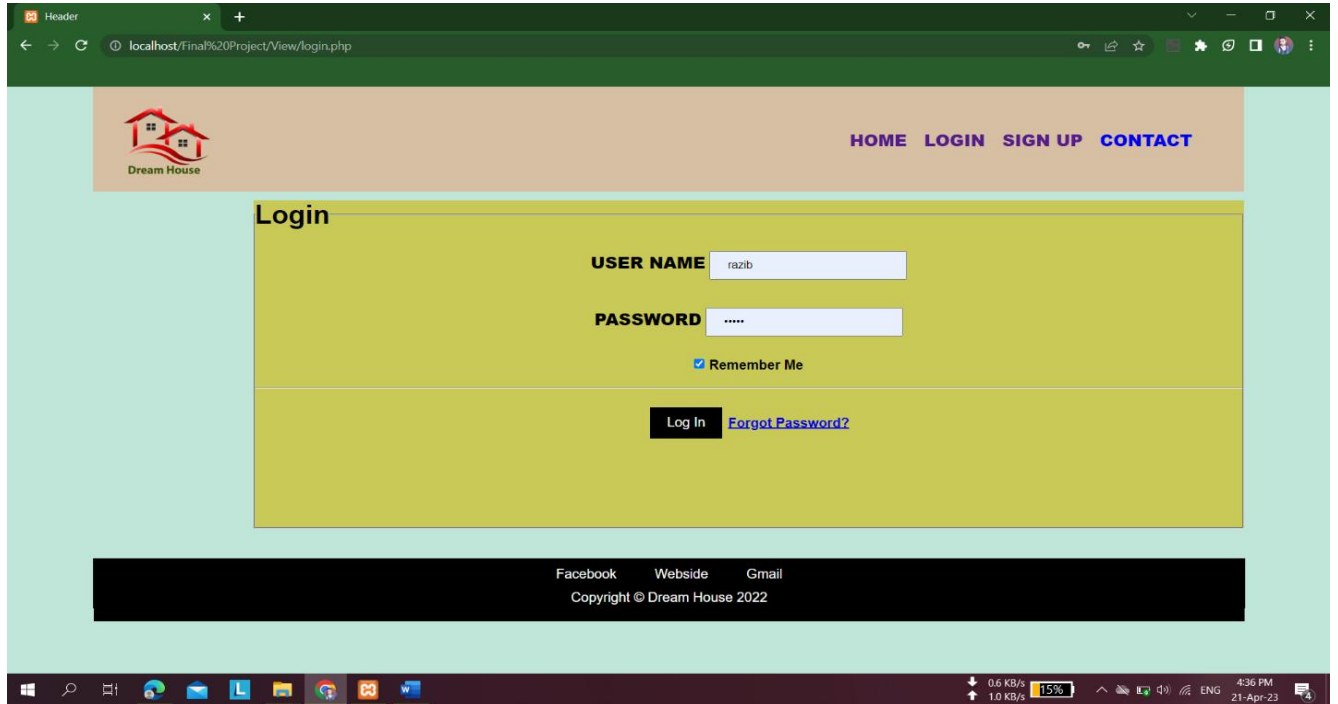 Header
localhost/Final%20Project/View/login.php
Dream House
HOME LOGIN SIGN UP CONTACT
Login
USER NAME razib
PASSWORD •••••
Remember Me
Log In Forgot Password?
Facebook Webside Gmail
Copyright © Dream House 2022
L
W
0.6 KB/s
1.0 KB/s
15%
ENG
4:36 PM
21-Apr-23
4